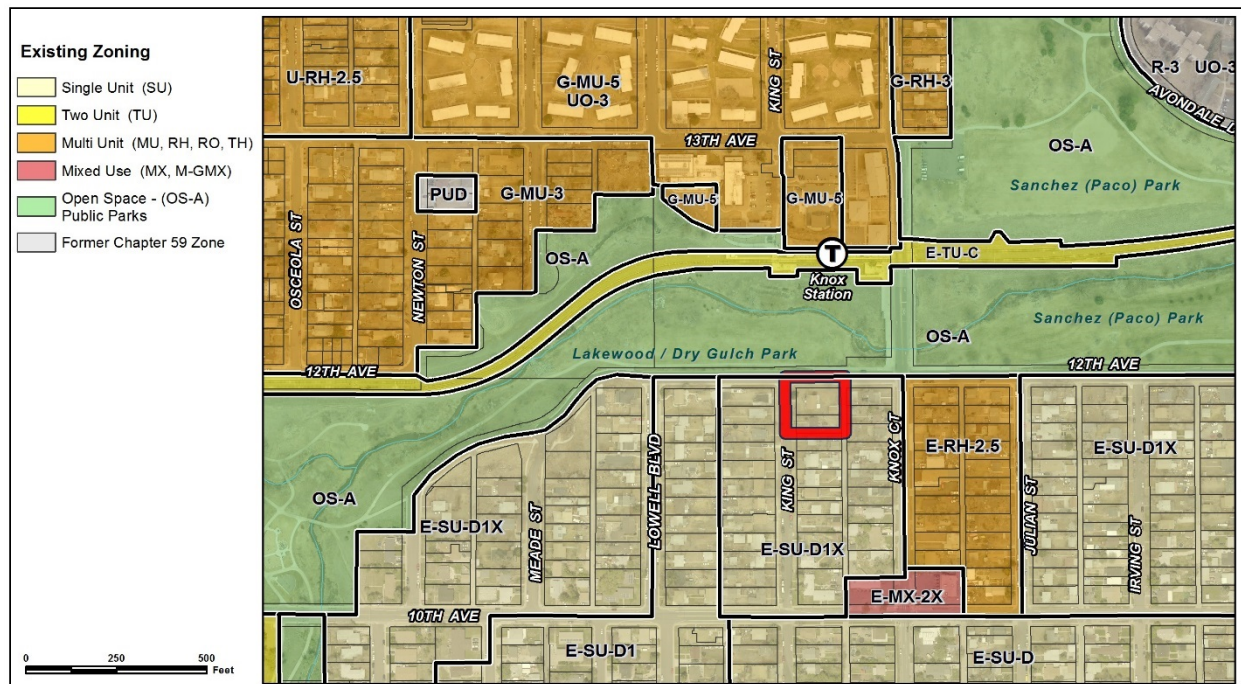 Existing Zoning
Single Unit (SU)
Two Unit (TU)
Multi Unit (MU, RH, RO, TH)
Mixed Use (MX, M-GMX)
Open Space - (OS-A)
Public Parks
Former Chapter 59 Zone
0 250 500
Feet
U-RH-2.5
G-MU-5
UO-3
KING ST
G-RH-3
R-3 UO-3
AVONDALE D
13TH AVE
OS-A
Sanchez (Paco) Park
PUD
G-MU-3
G-MU-5
G-MU-5
OSCEOLA ST
NEWTON ST
OS-A
T
Knox
Station
E-TU-C
Lakewood / Dry Gulch Park
OS-A
Sanchez (Paco) Park
12TH AVE
12TH AVE
OS-A
E-SU-D1X
MEADE ST
LOWELL BLVD
KING ST
E-SU-D1X
KNOX CT
E-RH-2.5
JULIAN ST
E-SU-D1X
IRVING ST
E-MX-2X
10TH AVE
E-SU-D1
E-SU-D